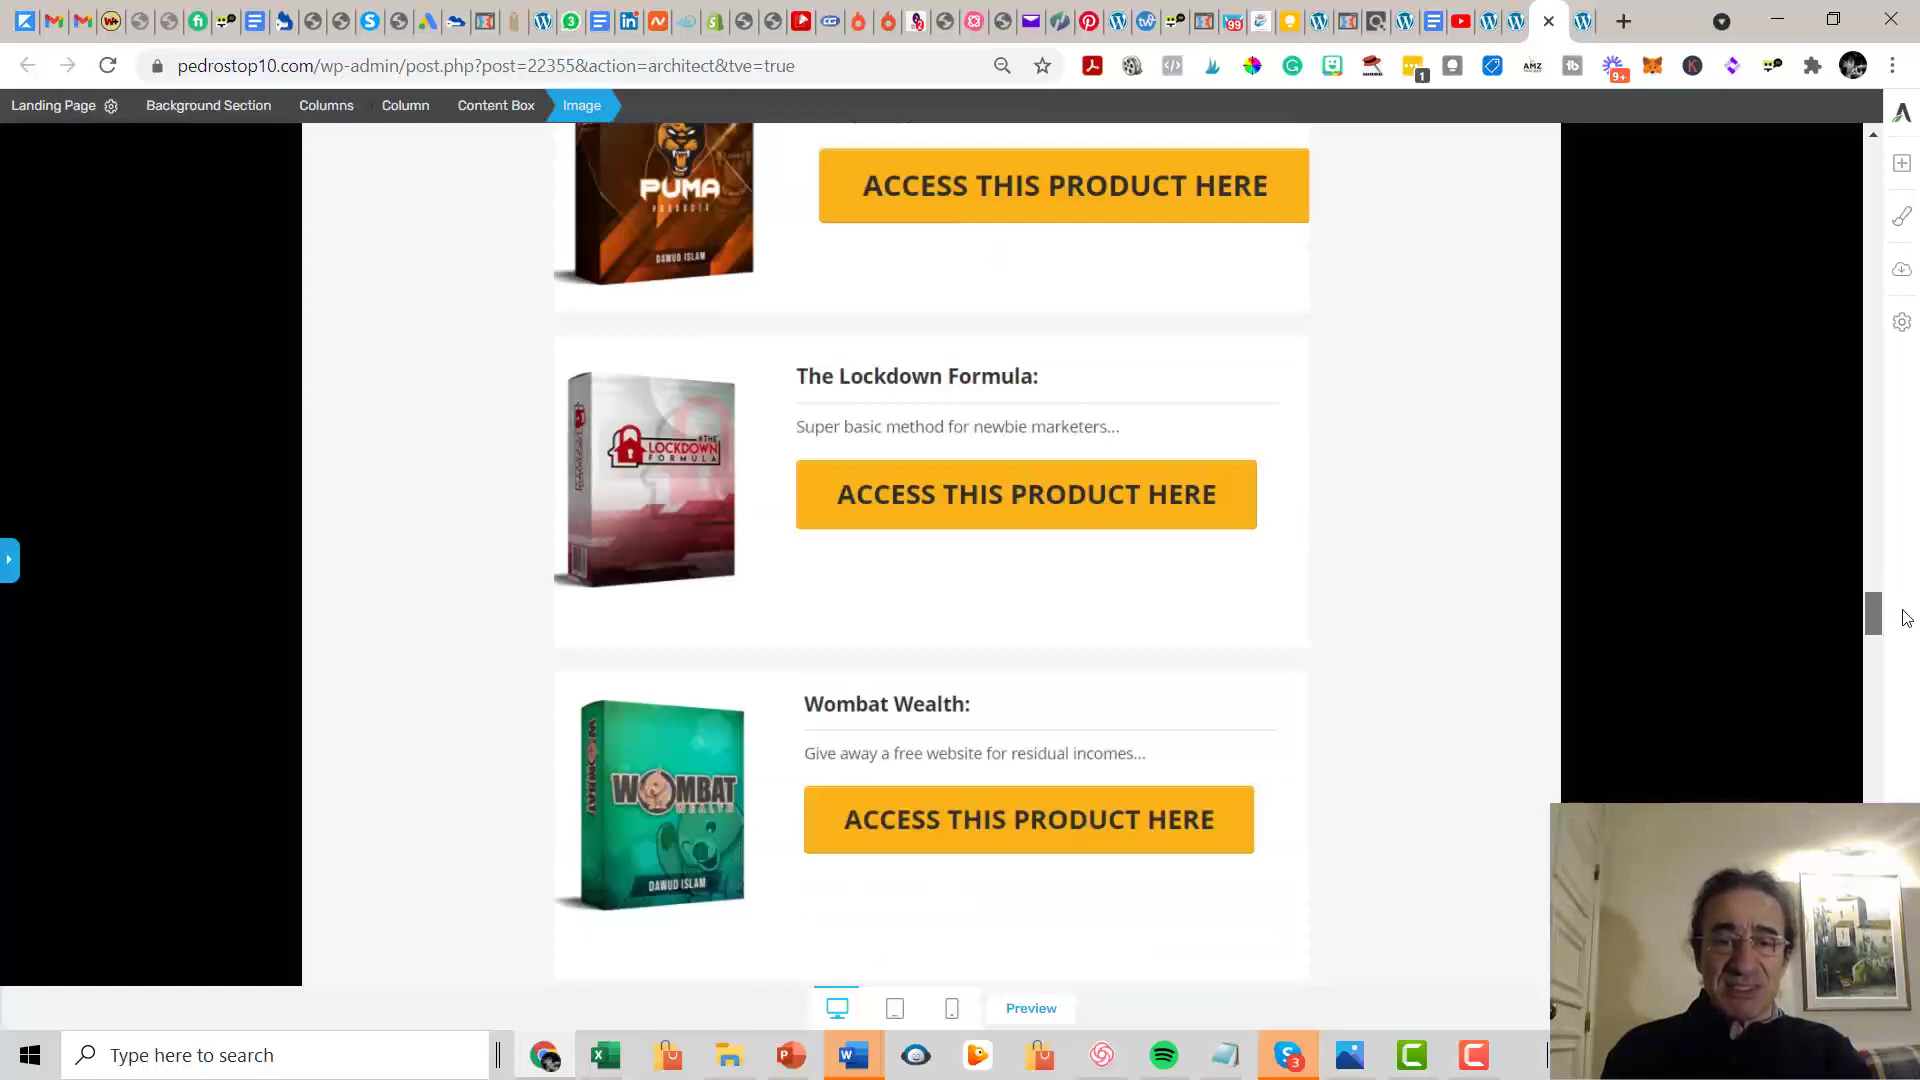 pedrostop10.com/wp-admin/post.php?post=22355&action=architect&tve=true
Landing Page
Background Section
Columns
Column
Content Box
Image
PUMA
DAWUD ISLAM
ACCESS THIS PRODUCT HERE
THE
LOCKDOWN
FORMULA
The Lockdown Formula:
Super basic method for newbie marketers...
ACCESS THIS PRODUCT HERE
WOMBAT
WEALTH
DAWUD ISLAM
Wombat Wealth:
Give away a free website for residual incomes...
ACCESS THIS PRODUCT HERE
Preview
Type here to search